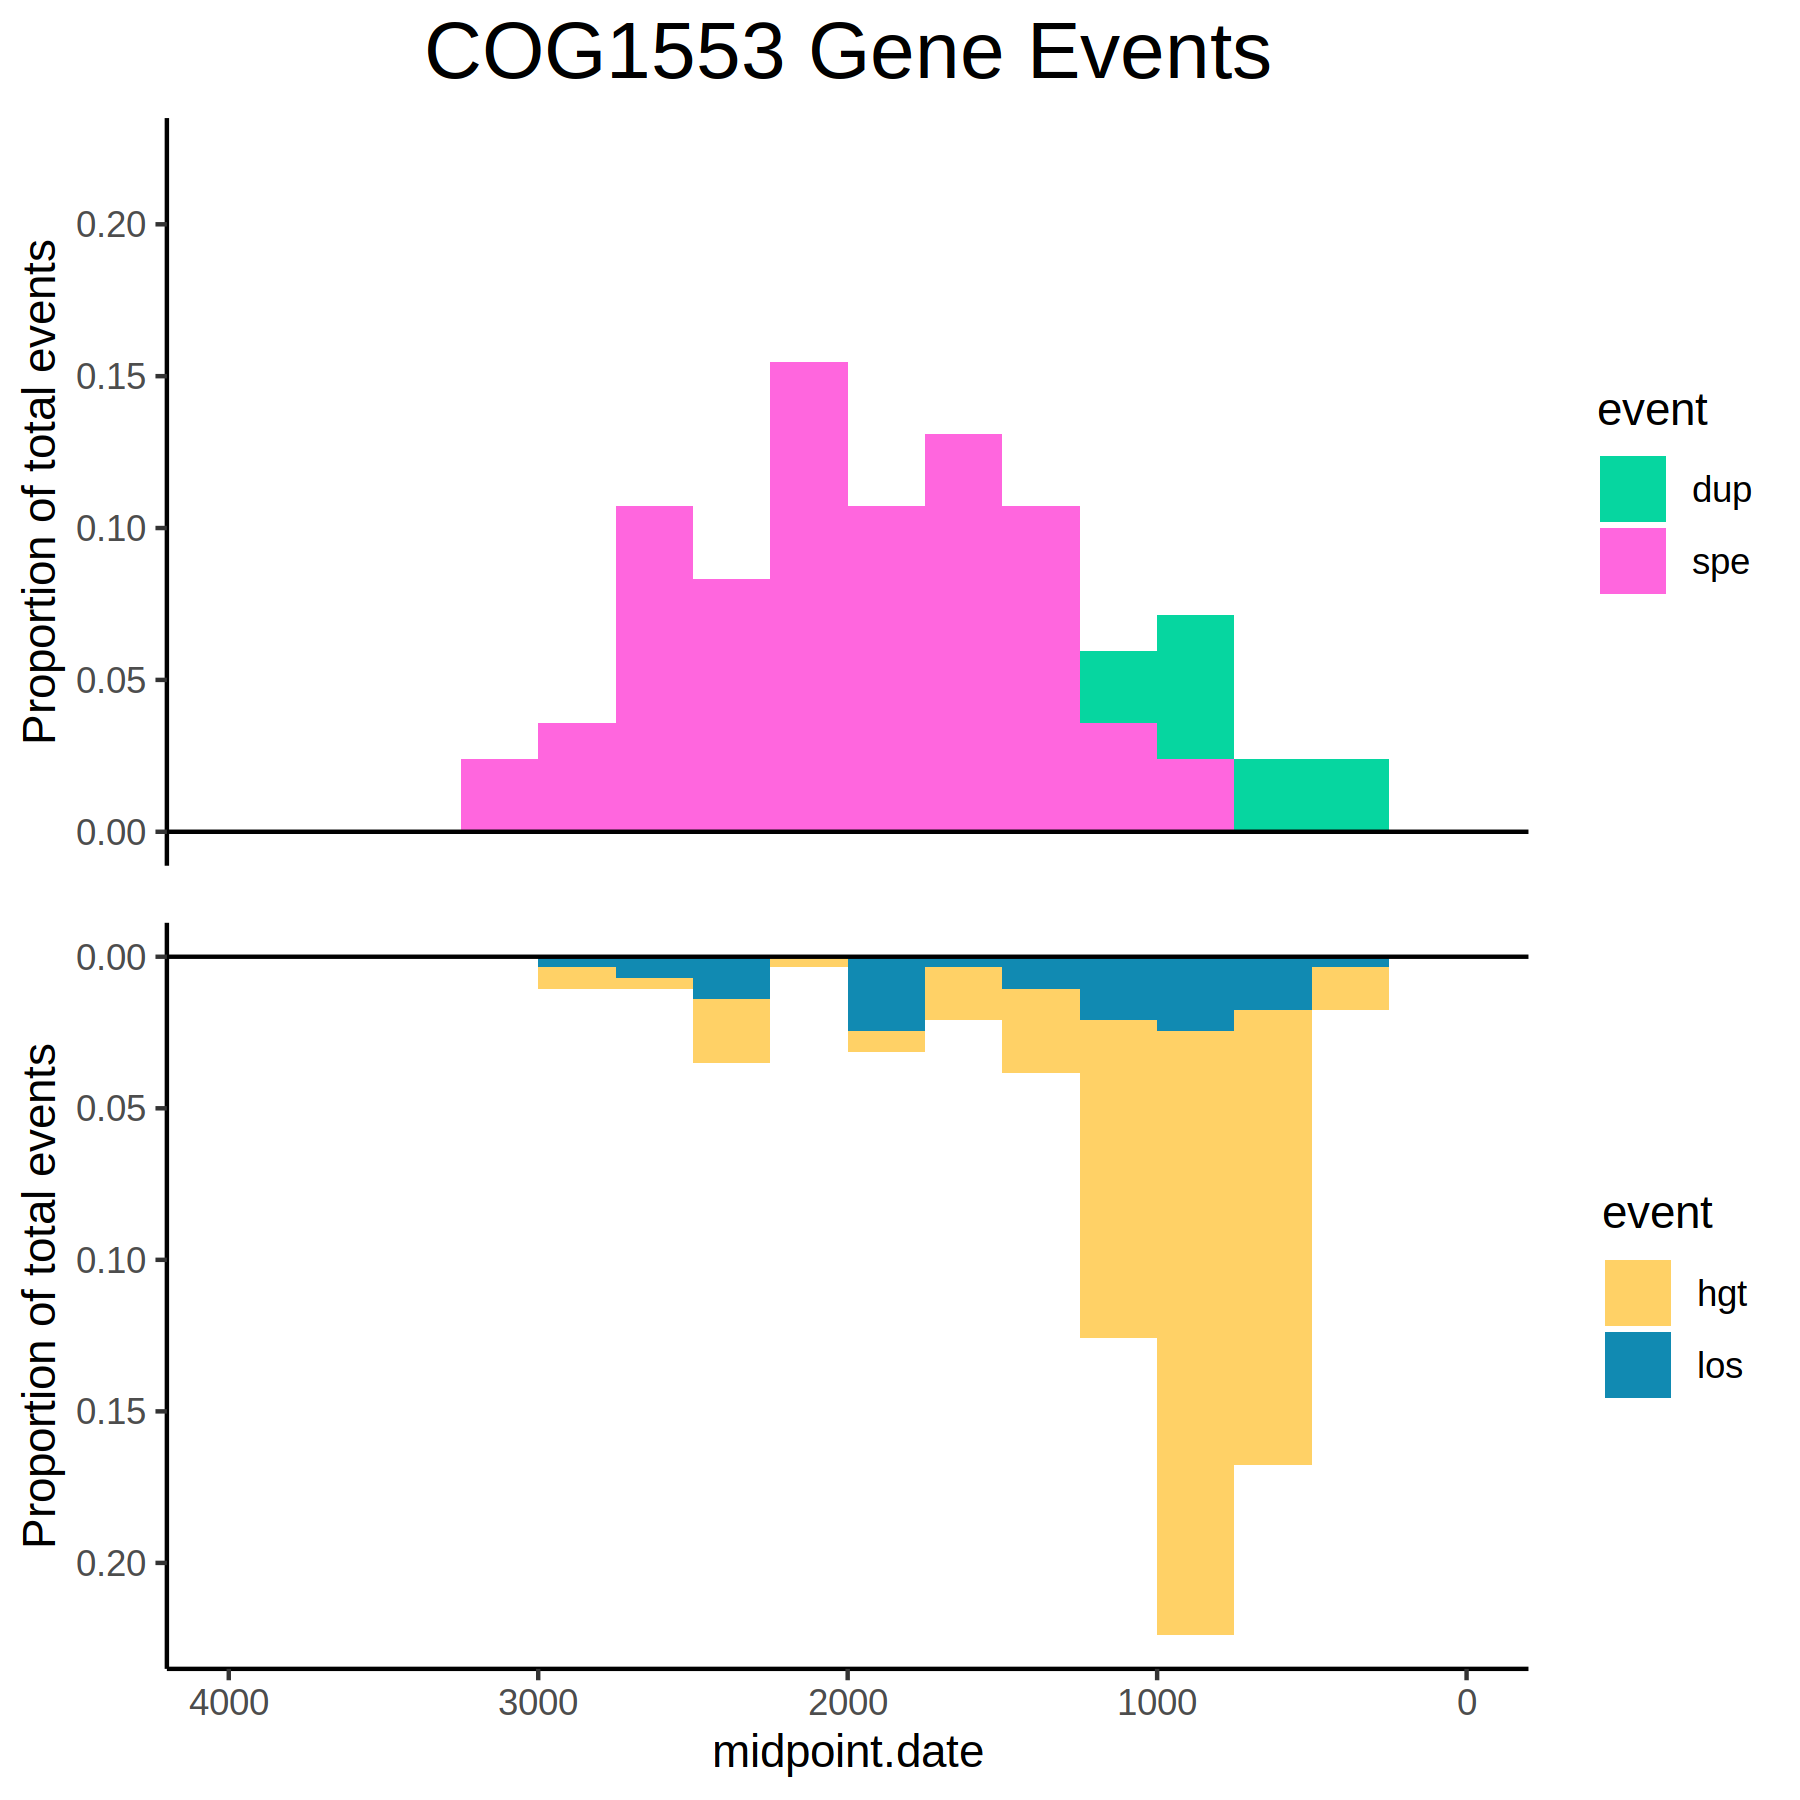 COG1553 Gene Events
Proportion of total events
0.20
0.15
0.10
0.05
0.00
event
dup
spe
Proportion of total events
0.00
0.05
0.10
0.15
0.20
event
hgt
los
4000 3000 2000 1000 0
midpoint.date